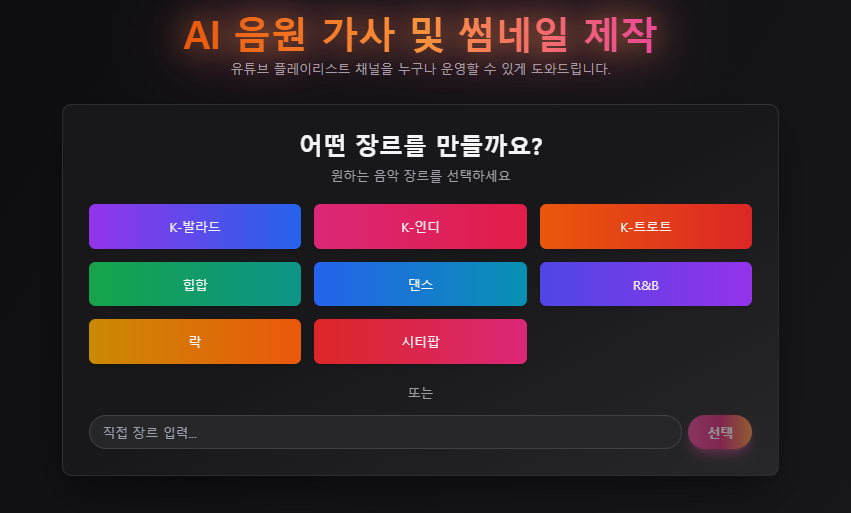 AI 음원 가사 및 썸네일 제작
유튜브 플레이리스트 채널을 누구나 운영할 수 있게 도와드립니다.
어떤 장르를 만들까요?
원하는 음악 장르를 선택하세요
K-발라드
K-인디
K-트로트
힙합
댄스
R&B
락
시티팝
또는
직접 장르 입력...
선택